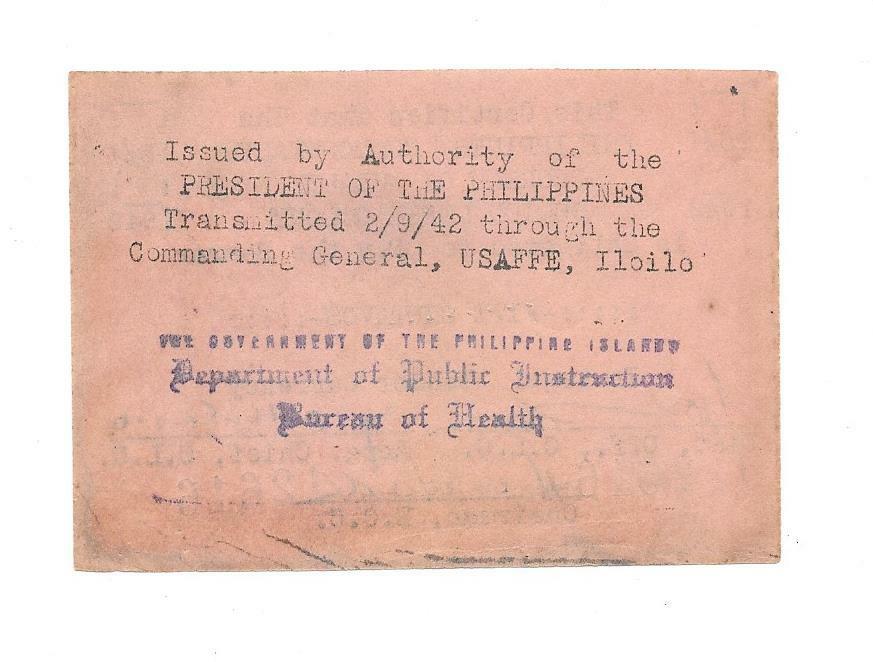 Issued by Authority of the
PRESIDENT OF THE PHILIPPINES
Transmitted 2/9/42 through the
Commanding General, USAFFE, Iloilo
THE GOVERNMENT OF THE PHILIPPINE ISLANDS
Department of Public Instruction
Bureau of Health